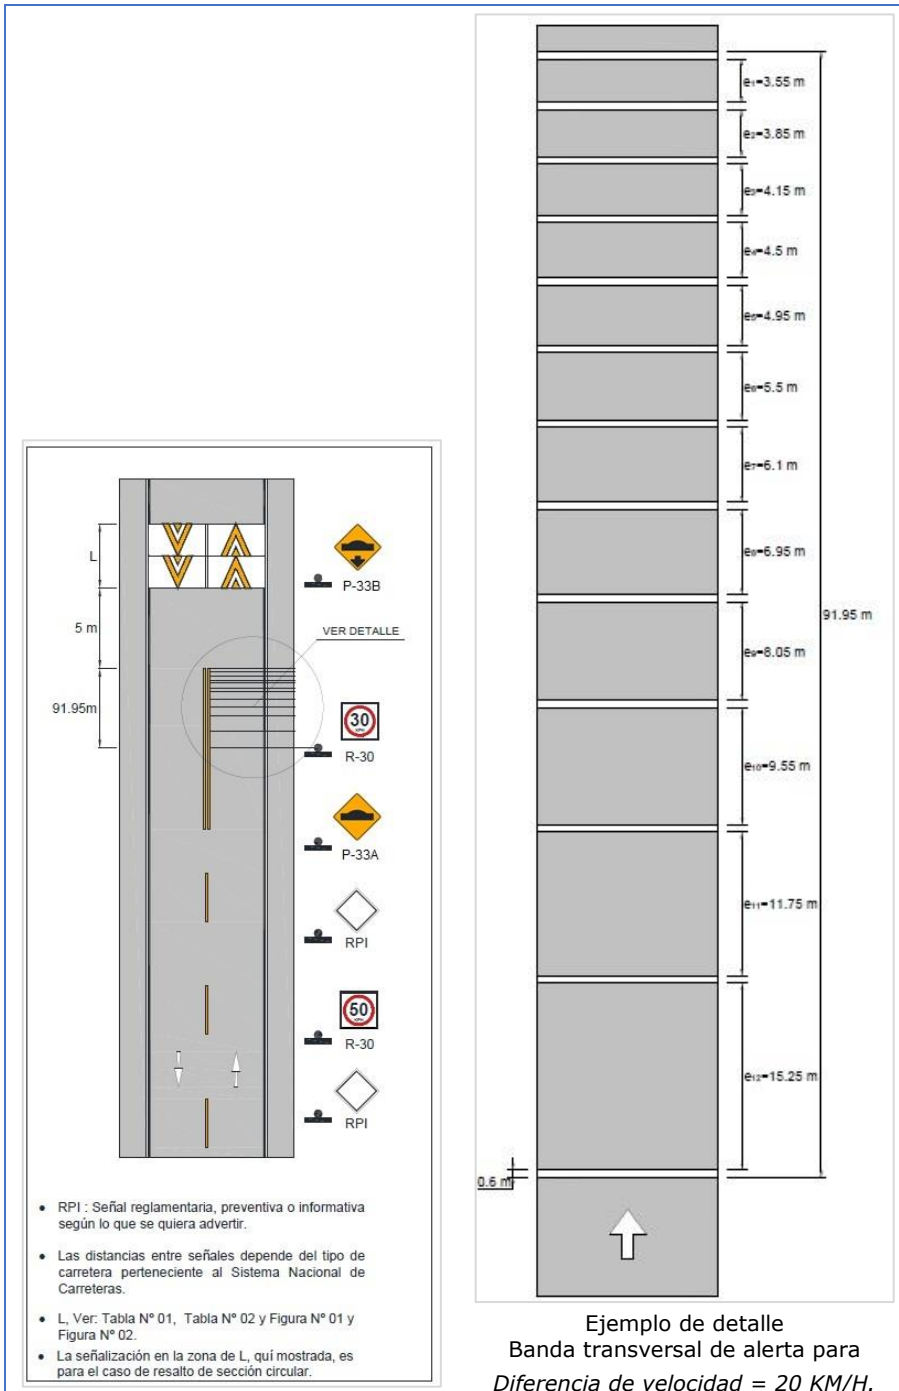 e1=3.55 m
e2=3.85 m
e3=4.15 m
e4=4.5 m
e5=4.95 m
e6=5.5 m
e7=6.1 m
e8=6.95 m
e9=8.05 m
e10=9.55 m
e11=11.75 m
e12=15.25 m
91.95 m
0.6 m
L
5 m
91.95m
P-33B
VER DETALLE
30
KPH
R-30
P-33A
RPI
50
KPH
R-30
RPI
• RPI : Señal reglamentaria, preventiva o informativa
según lo que se quiera advertir.
• Las distancias entre señales depende del tipo de
carretera perteneciente al Sistema Nacional de
Carreteras.
• L, Ver: Tabla Nº 01, Tabla Nº 02 y Figura Nº 01 y
Figura Nº 02.
• La señalización en la zona de L, quí mostrada, es
para el caso de resalto de sección circular.
Ejemplo de detalle
Banda transversal de alerta para
Diferencia de velocidad = 20 KM/H.